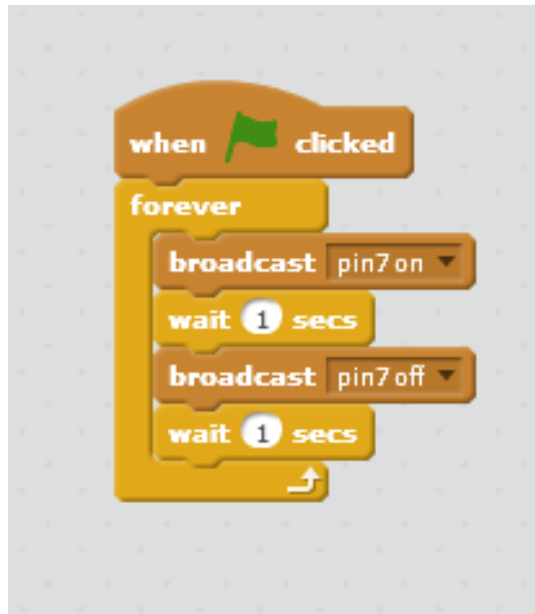 when clicked
forever
broadcast pin7 on
wait 1 secs
broadcast pin7 off
wait 1 secs